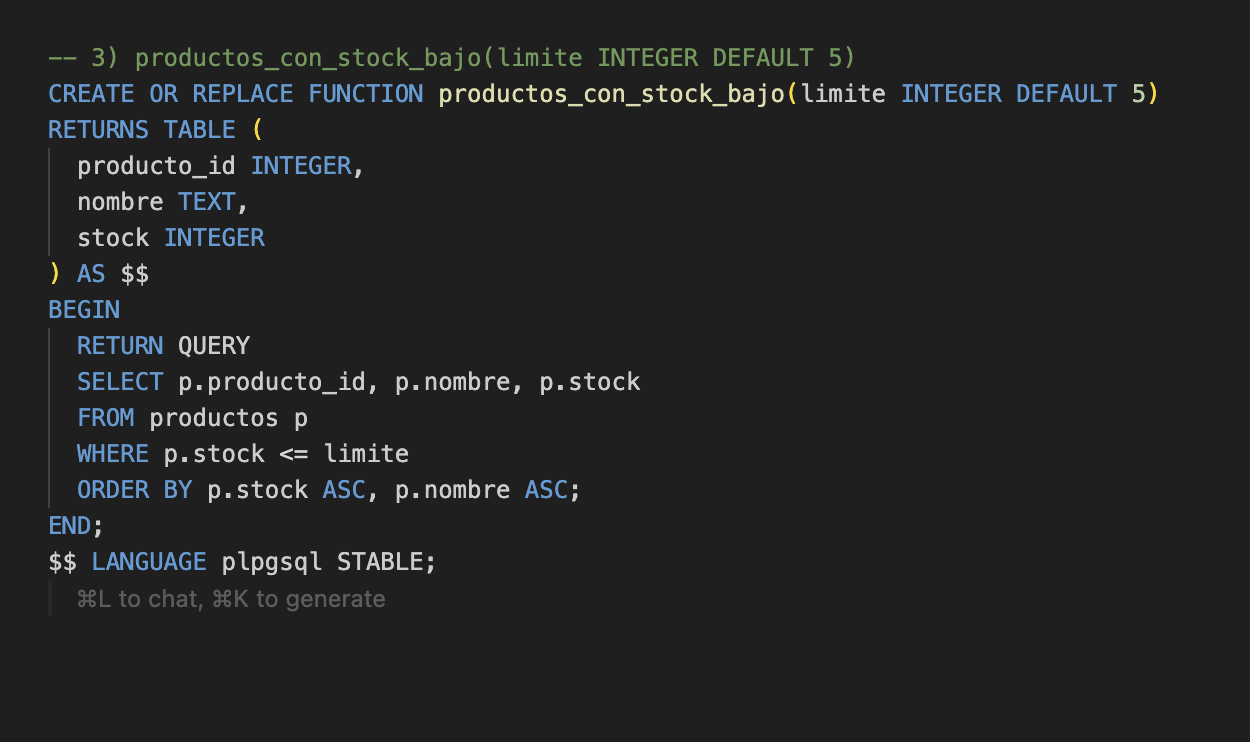 -- 3) productos_con_stock_bajo(limite INTEGER DEFAULT 5)
CREATE OR REPLACE FUNCTION productos_con_stock_bajo(limite INTEGER DEFAULT 5)
RETURNS TABLE (
  producto_id INTEGER,
  nombre TEXT,
  stock INTEGER
) AS $$
BEGIN
  RETURN QUERY
  SELECT p.producto_id, p.nombre, p.stock
  FROM productos p
  WHERE p.stock <= limite
  ORDER BY p.stock ASC, p.nombre ASC;
END;
$$ LANGUAGE plpgsql STABLE;
  ⌘L to chat, ⌘K to generate